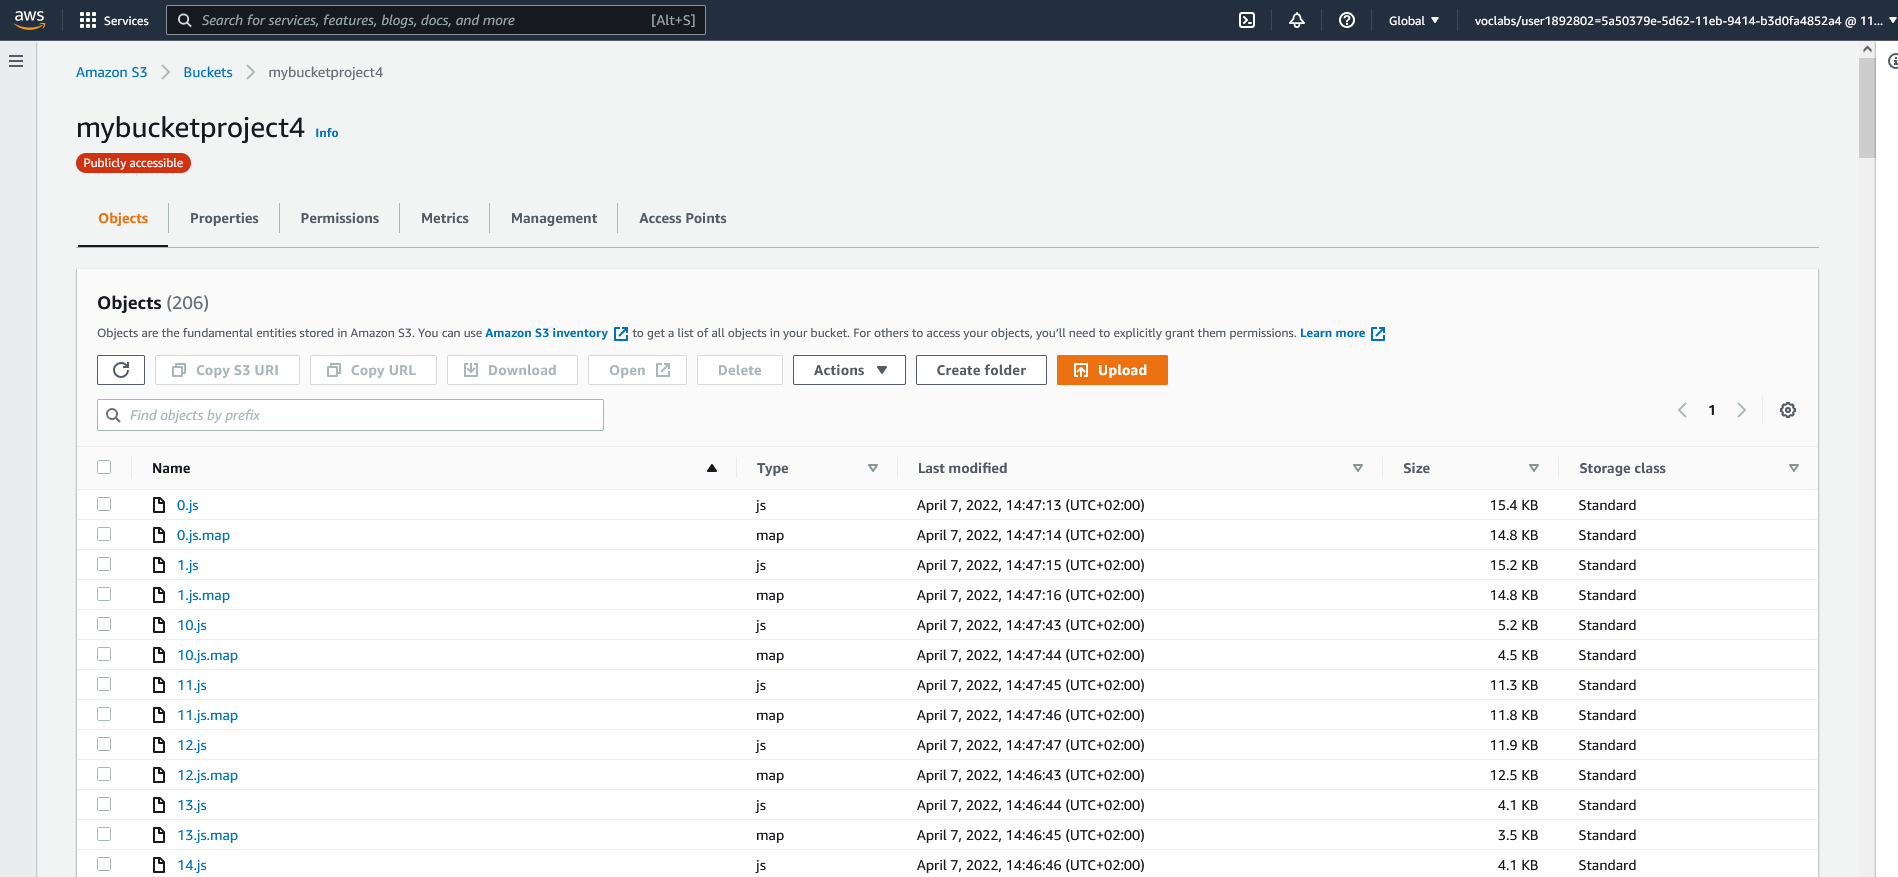 aws Services Search for services, features, blogs, docs, and more [Alt+S] Global voclabs/user1892802=5a50379e-5d62-11eb-9414-b3d0fa4852a4 @ 11...
Amazon S3 Buckets mybucketproject4
mybucketproject4 Info
Publicly accessible
Objects Properties Permissions Metrics Management Access Points
Objects (206)
Objects are the fundamental entities stored in Amazon S3. You can use Amazon S3 inventory to get a list of all objects in your bucket. For others to access your objects, you'll need to explicitly grant them permissions. Learn more
Copy S3 URI Copy URL Download Open Delete Actions Create folder Upload
Find objects by prefix 1
Name Type Last modified Size Storage class
0.js js April 7, 2022, 14:47:13 (UTC+02:00) 15.4 KB Standard
0.js.map map April 7, 2022, 14:47:14 (UTC+02:00) 14.8 KB Standard
1.js js April 7, 2022, 14:47:15 (UTC+02:00) 15.2 KB Standard
1.js.map map April 7, 2022, 14:47:16 (UTC+02:00) 14.8 KB Standard
10.js js April 7, 2022, 14:47:43 (UTC+02:00) 5.2 KB Standard
10.js.map map April 7, 2022, 14:47:44 (UTC+02:00) 4.5 KB Standard
11.js js April 7, 2022, 14:47:45 (UTC+02:00) 11.3 KB Standard
11.js.map map April 7, 2022, 14:47:46 (UTC+02:00) 11.8 KB Standard
12.js js April 7, 2022, 14:47:47 (UTC+02:00) 11.9 KB Standard
12.js.map map April 7, 2022, 14:46:43 (UTC+02:00) 12.5 KB Standard
13.js js April 7, 2022, 14:46:44 (UTC+02:00) 4.1 KB Standard
13.js.map map April 7, 2022, 14:46:45 (UTC+02:00) 3.5 KB Standard
14.js js April 7, 2022, 14:46:46 (UTC+02:00) 4.1 KB Standard